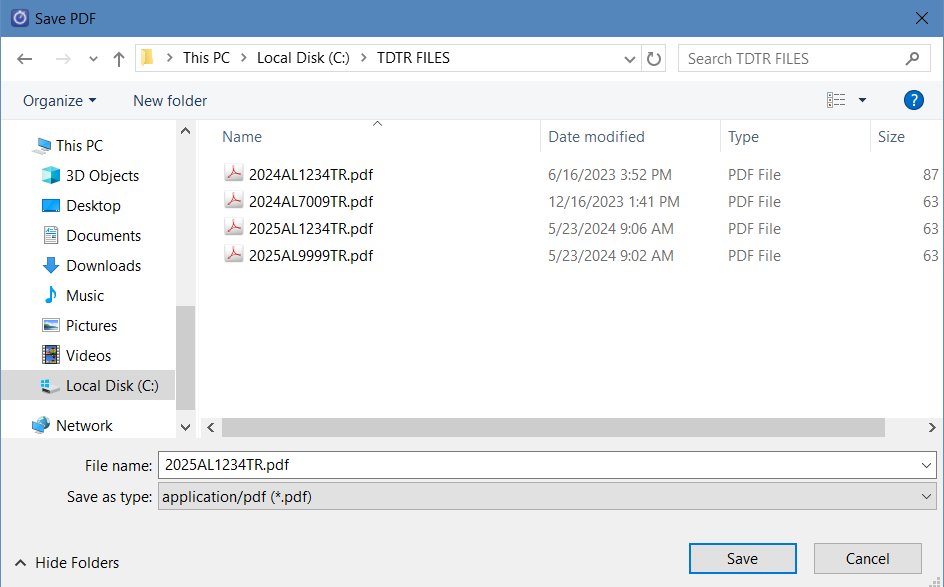 Save PDF
This PC > Local Disk (C:) > TDTR FILES
Search TDTR FILES
Organize
New folder
?
Name
Date modified
Type
Size
This PC
3D Objects
Desktop
Documents
Downloads
Music
Pictures
Videos
Local Disk (C:)
Network
2024AL1234TR.pdf 6/16/2023 3:52 PM PDF File 87
2024AL7009TR.pdf 12/16/2023 1:41 PM PDF File 63
2025AL1234TR.pdf 5/23/2024 9:06 AM PDF File 63
2025AL9999TR.pdf 5/23/2024 9:02 AM PDF File 63
File name: 2025AL1234TR.pdf
Save as type: application/pdf (*.pdf)
Hide Folders
Save
Cancel